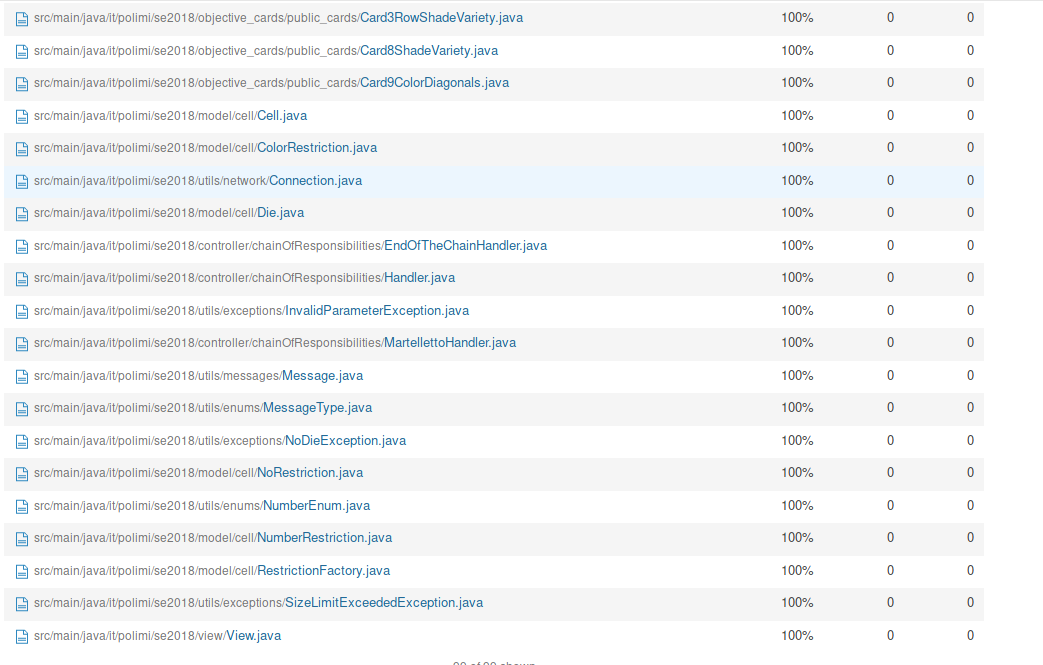 src/main/java/it/polimi/se2018/objective_cards/public_cards/Card3RowShadeVariety.java 100% 0 0
src/main/java/it/polimi/se2018/objective_cards/public_cards/Card8ShadeVariety.java 100% 0 0
src/main/java/it/polimi/se2018/objective_cards/public_cards/Card9ColorDiagonals.java 100% 0 0
src/main/java/it/polimi/se2018/model/cell/Cell.java 100% 0 0
src/main/java/it/polimi/se2018/model/cell/ColorRestriction.java 100% 0 0
src/main/java/it/polimi/se2018/utils/network/Connection.java 100% 0 0
src/main/java/it/polimi/se2018/model/cell/Die.java 100% 0 0
src/main/java/it/polimi/se2018/controller/chainOfResponsibilities/EndOfTheChainHandler.java 100% 0 0
src/main/java/it/polimi/se2018/controller/chainOfResponsibilities/Handler.java 100% 0 0
src/main/java/it/polimi/se2018/utils/exceptions/InvalidParameterException.java 100% 0 0
src/main/java/it/polimi/se2018/controller/chainOfResponsibilities/MartellettoHandler.java 100% 0 0
src/main/java/it/polimi/se2018/utils/messages/Message.java 100% 0 0
src/main/java/it/polimi/se2018/utils/enums/MessageType.java 100% 0 0
src/main/java/it/polimi/se2018/utils/exceptions/NoDieException.java 100% 0 0
src/main/java/it/polimi/se2018/model/cell/NoRestriction.java 100% 0 0
src/main/java/it/polimi/se2018/utils/enums/NumberEnum.java 100% 0 0
src/main/java/it/polimi/se2018/model/cell/NumberRestriction.java 100% 0 0
src/main/java/it/polimi/se2018/model/cell/RestrictionFactory.java 100% 0 0
src/main/java/it/polimi/se2018/utils/exceptions/SizeLimitExceededException.java 100% 0 0
src/main/java/it/polimi/se2018/view/View.java 100% 0 0